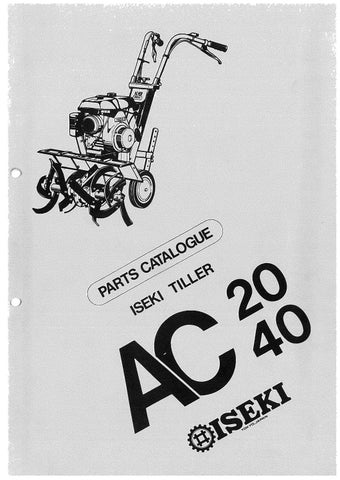 PARTS CATALOGUE
ISEKI TILLER
AC 20
40
ISEKI